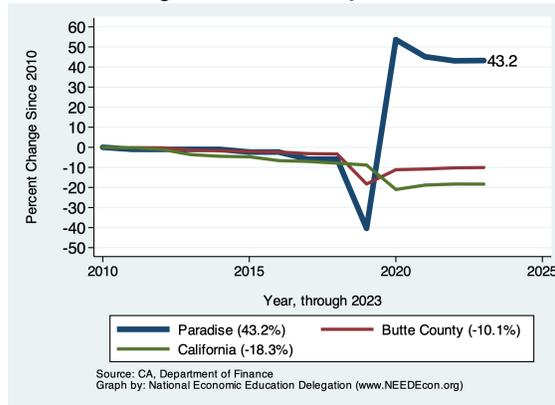 60
50
40
30
20
10
0
-10
-20
-30
-40
-50
Percent Change Since 2010
43.2
2010 2015 2020 2025
Year, through 2023
Paradise (43.2%) Butte County (-10.1%)
California (-18.3%)
Source: CA, Department of Finance
Graph by: National Economic Education Delegation (www.NEEDEcon.org)